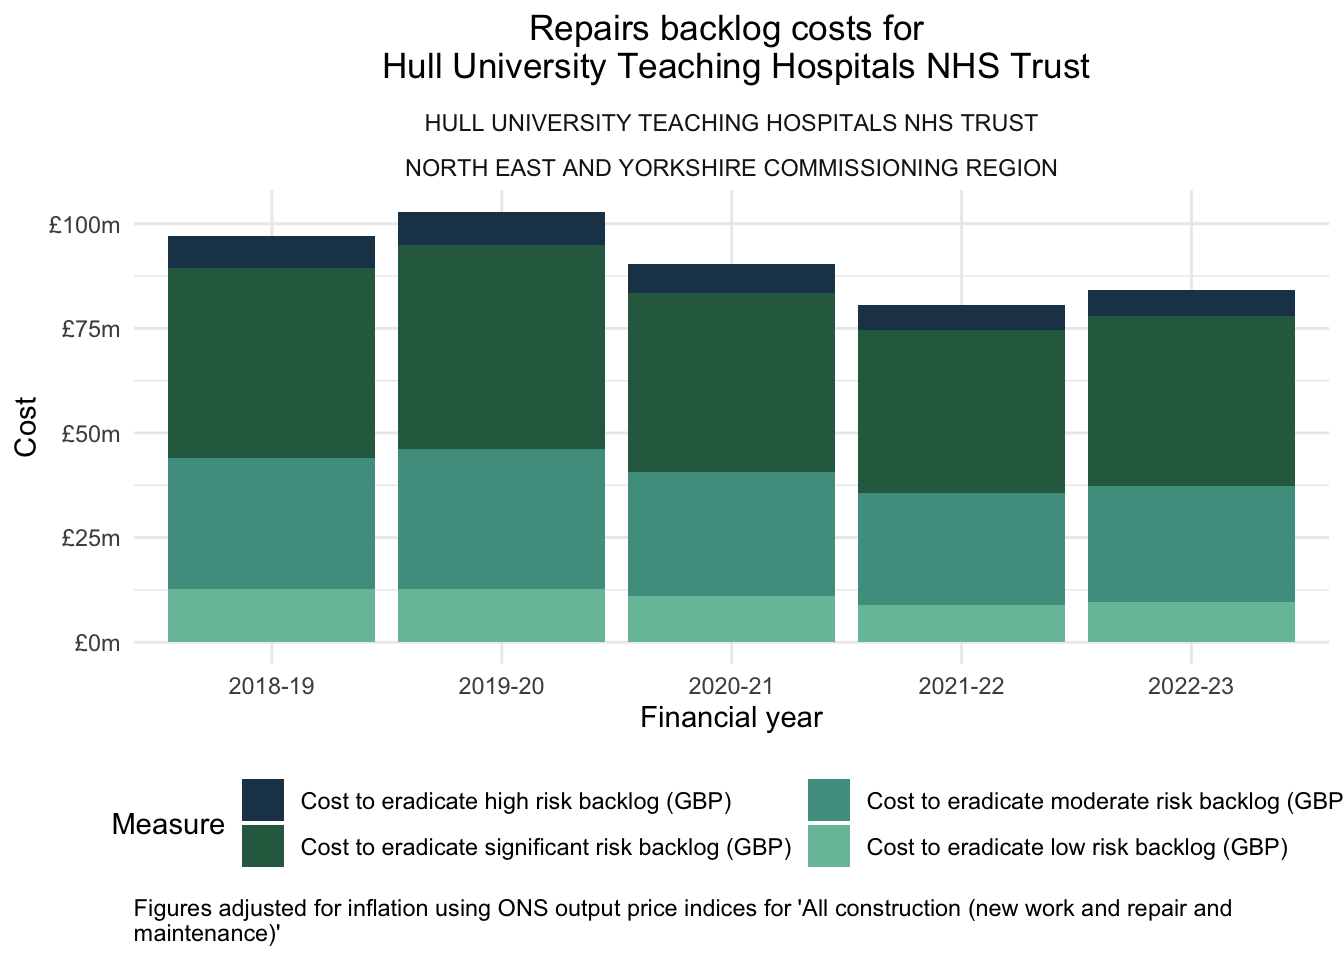 Repairs backlog costs for
Hull University Teaching Hospitals NHS Trust
HULL UNIVERSITY TEACHING HOSPITALS NHS TRUST
NORTH EAST AND YORKSHIRE COMMISSIONING REGION
£100m
£75m
£50m
£25m
£0m
Cost
2018-19 2019-20 2020-21 2021-22 2022-23
Financial year
Measure
Cost to eradicate high risk backlog (GBP)
Cost to eradicate significant risk backlog (GBP)
Cost to eradicate moderate risk backlog (GBP
Cost to eradicate low risk backlog (GBP)
Figures adjusted for inflation using ONS output price indices for 'All construction (new work and repair and
maintenance)'